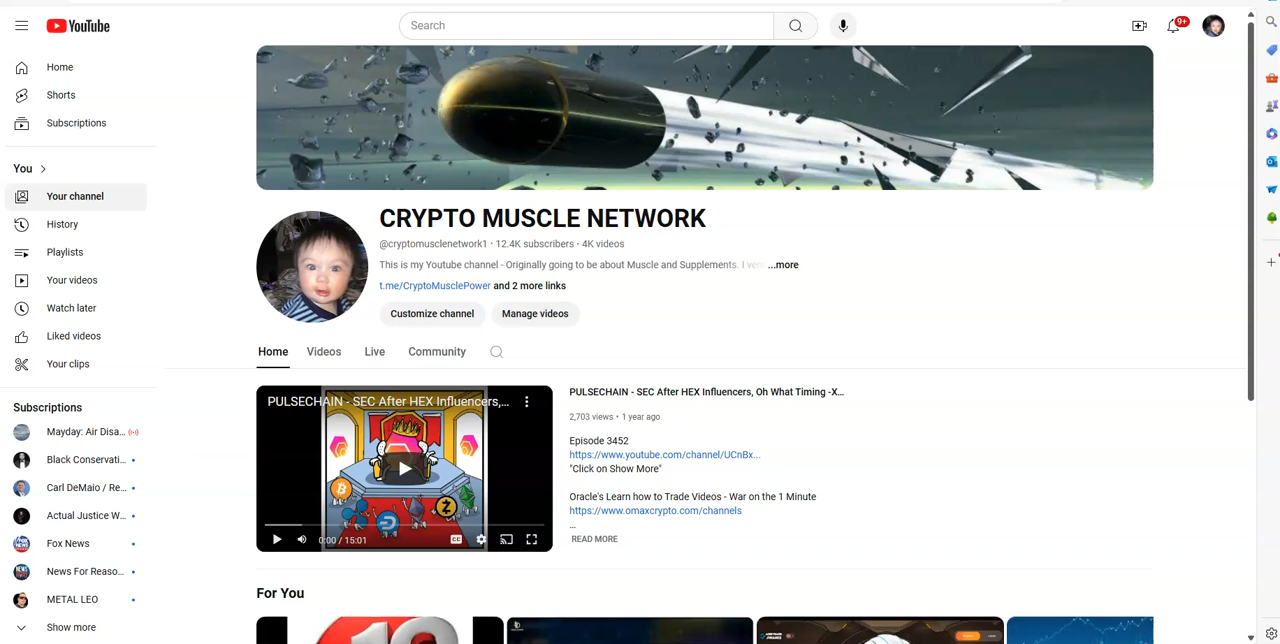 YouTube
Search
9+
Home
Shorts
Subscriptions
You
Your channel
History
Playlists
Your videos
Watch later
Liked videos
Your clips
Subscriptions
Mayday: Air Disa...
Black Conservati...
Carl DeMaio / Re...
Actual Justice W...
Fox News
News For Reaso...
METAL LEO
Show more
CRYPTO MUSCLE NETWORK
@cryptomusclenetwork1 · 12.4K subscribers · 4K videos
This is my Youtube channel - Originally going to be about Muscle and Supplements. I ...more
t.me/CryptoMusclePower and 2 more links
Customize channel
Manage videos
Home
Videos
Live
Community
PULSECHAIN - SEC After HEX Influencers,...
0:00 / 15:01
CC
PULSECHAIN - SEC After HEX Influencers, Oh What Timing -X...
2,703 views · 1 year ago
Episode 3452
https://www.youtube.com/channel/UCnBx...
"Click on Show More"
Oracle's Learn how to Trade Videos - War on the 1 Minute
https://www.omaxcrypto.com/channels
...
READ MORE
For You